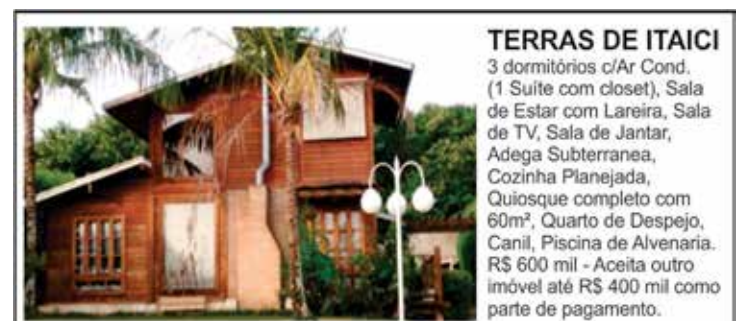 TERRAS DE ITAICI
3 dormitórios c/Ar Cond.
(1 Suíte com closet), Sala
de Estar com Lareira, Sala
de TV, Sala de Jantar,
Adega Subterranea,
Cozinha Planejada,
Quiosque completo com
60m², Quarto de Despejo,
Canil, Piscina de Alvenaria.
R$ 600 mil - Aceita outro
imóvel até R$ 400 mil como
parte de pagamento.